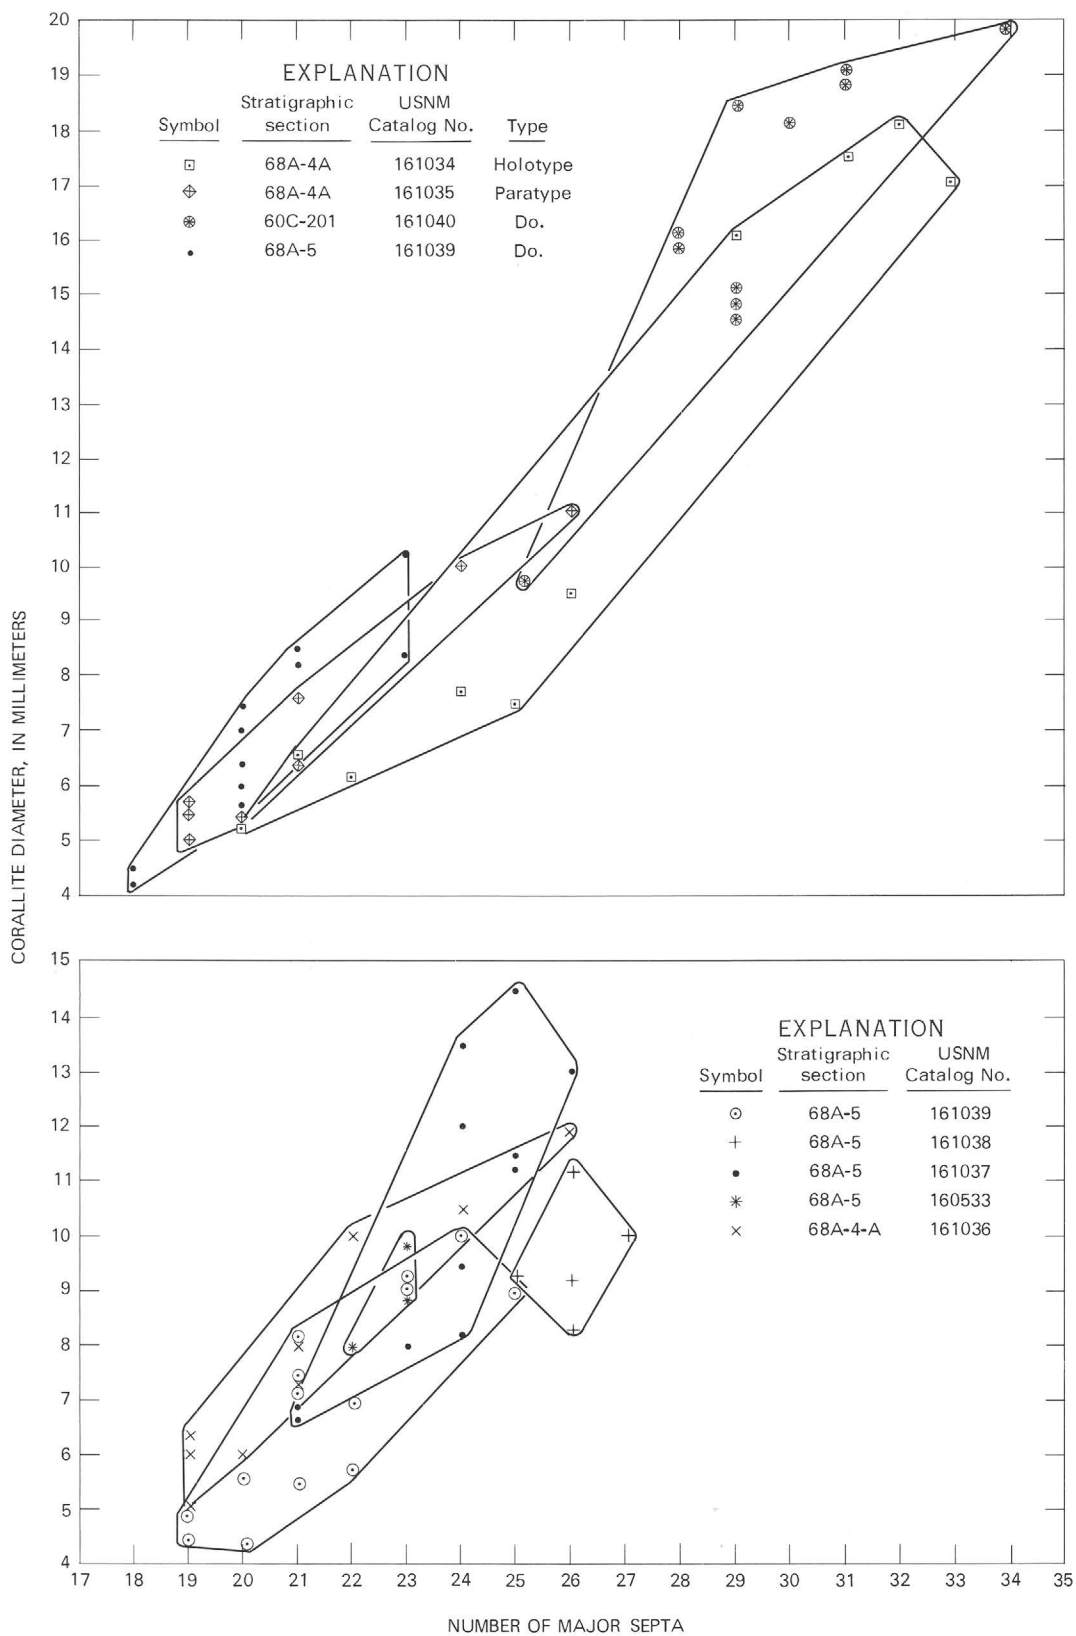 20
19
18
17
16
15
14
13
12
11
10
9
8
7
6
5
4
EXPLANATION
Stratigraphic USNM
Symbol section Catalog No. Type
68A-4A 161034 Holotype
68A-4A 161035 Paratype
60C-201 161040 Do.
68A-5 161039 Do.
CORALLITE DIAMETER, IN MILLIMETERS
15
14
13
12
11
10
9
8
7
6
5
4
EXPLANATION
Stratigraphic USNM
Symbol section Catalog No.
68A-5 161039
68A-5 161038
68A-5 161037
68A-5 160533
68A-4-A 161036
17 18 19 20 21 22 23 24 25 26 27 28 29 30 31 32 33 34 35
NUMBER OF MAJOR SEPTA